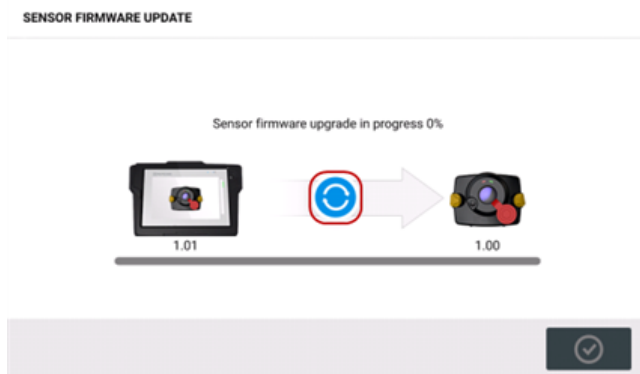 SENSOR FIRMWARE UPDATE
Sensor firmware upgrade in progress 0%
1.01
1.00